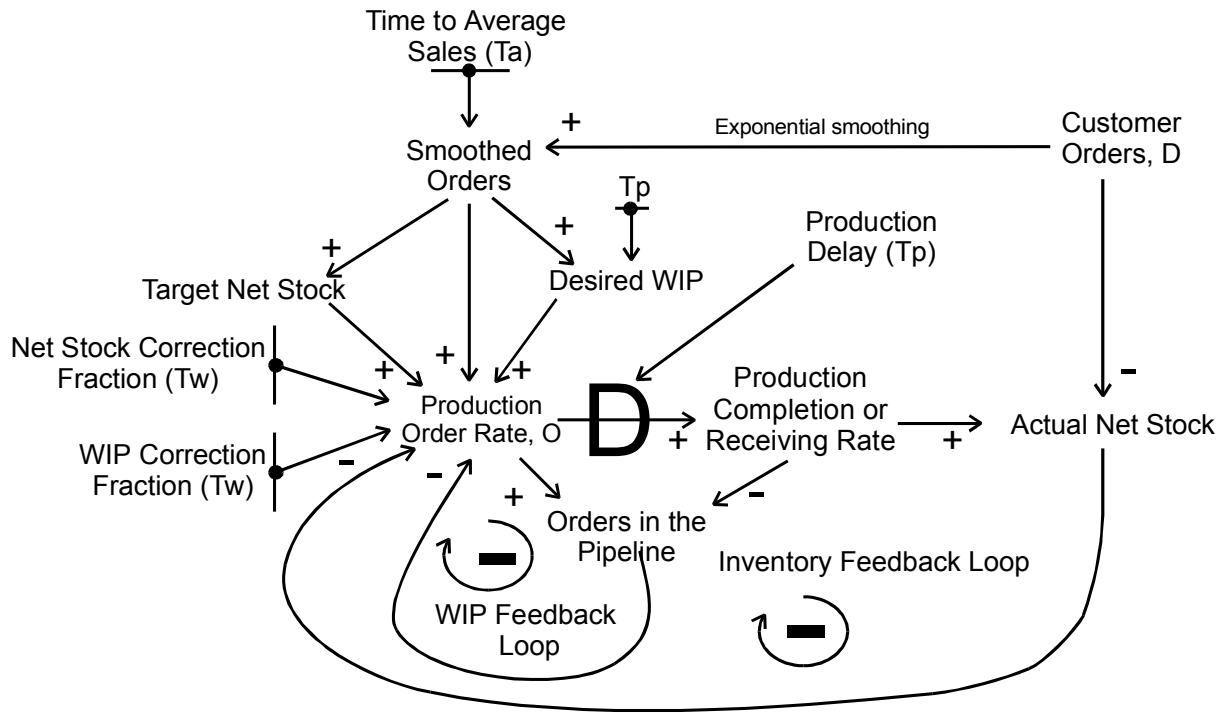 Time to Average
Sales (Ta)
+
Exponential smoothing
Customer
Orders, D
Smoothed
Orders
Tp
+
+
Production
Delay (Tp)
Target Net Stock
Desired WIP
Net Stock Correction
Fraction (Tw)
+
+
+
-
Production
Order Rate, O
D
+
Production
Completion or
Receiving Rate
+
Actual Net Stock
WIP Correction
Fraction (Tw)
-
-
+
-
Orders in the
Pipeline
-
WIP Feedback
Loop
Inventory Feedback Loop
-